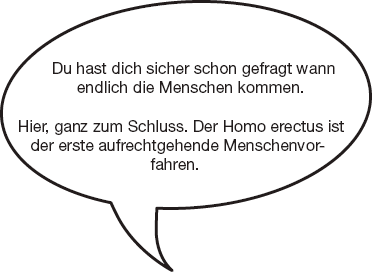 Du hast dich sicher schon gefragt wann
endlich die Menschen kommen.
Hier, ganz zum Schluss. Der Homo erectus ist
der erste aufrechtgehende Menschenvor-
fahren.